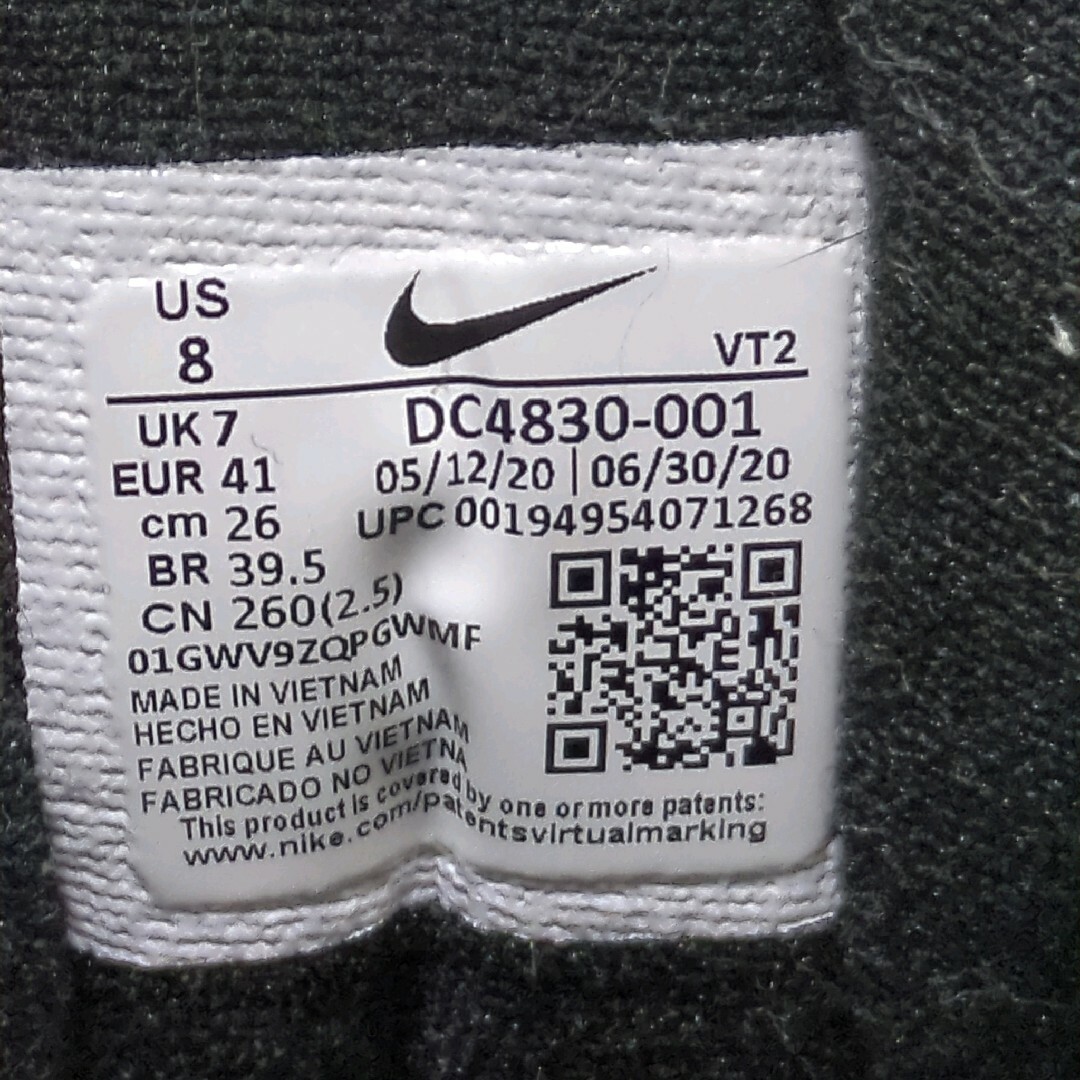 US
8
VT2
UK 7
DC4830-001
EUR 41
05/12/20 | 06/30/20
cm 26
UPC 00194954071268
BR 39.5
CN 260(2.5)
01GWV9ZQPGWMF
MADE IN VIETNAM
HECHO EN VIETNAM
FABRIQUE AU VIETNAM
FABRICADO NO VIETNA
This product is covered by one or more patents:
www.nike.com/patentsvirtualmarking